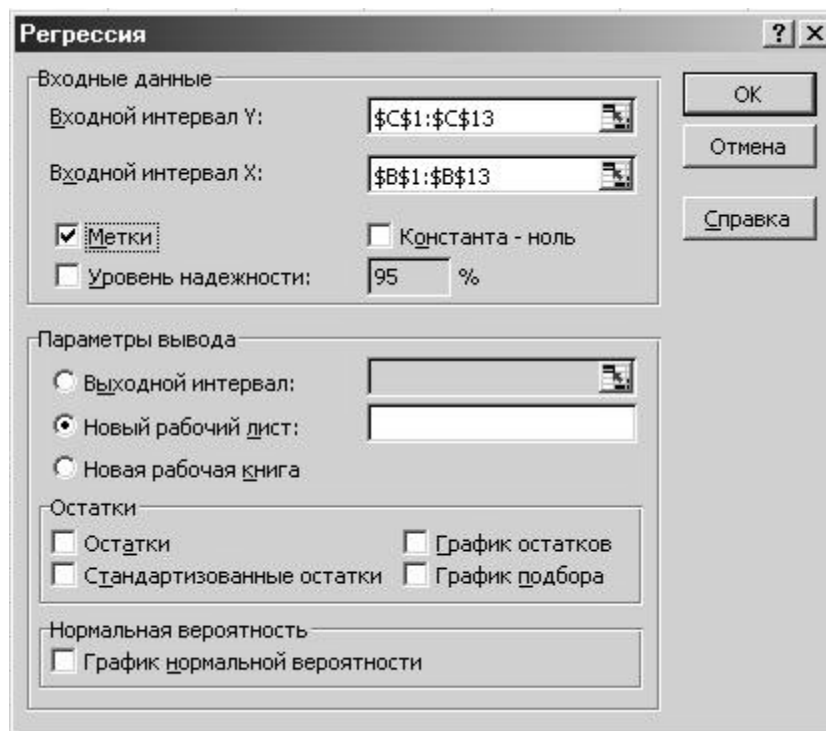 Регрессия
Входные данные
Входной интервал Y: $C$1:$C$13
Входной интервал X: $B$1:$B$13
Метки Константа - ноль
Уровень надежности: 95 %
OK
Отмена
Справка
Параметры вывода
Выходной интервал:
Новый рабочий лист:
Новая рабочая книга
Остатки
Остатки График остатков
Стандартизованные остатки График подбора
Нормальная вероятность
График нормальной вероятности